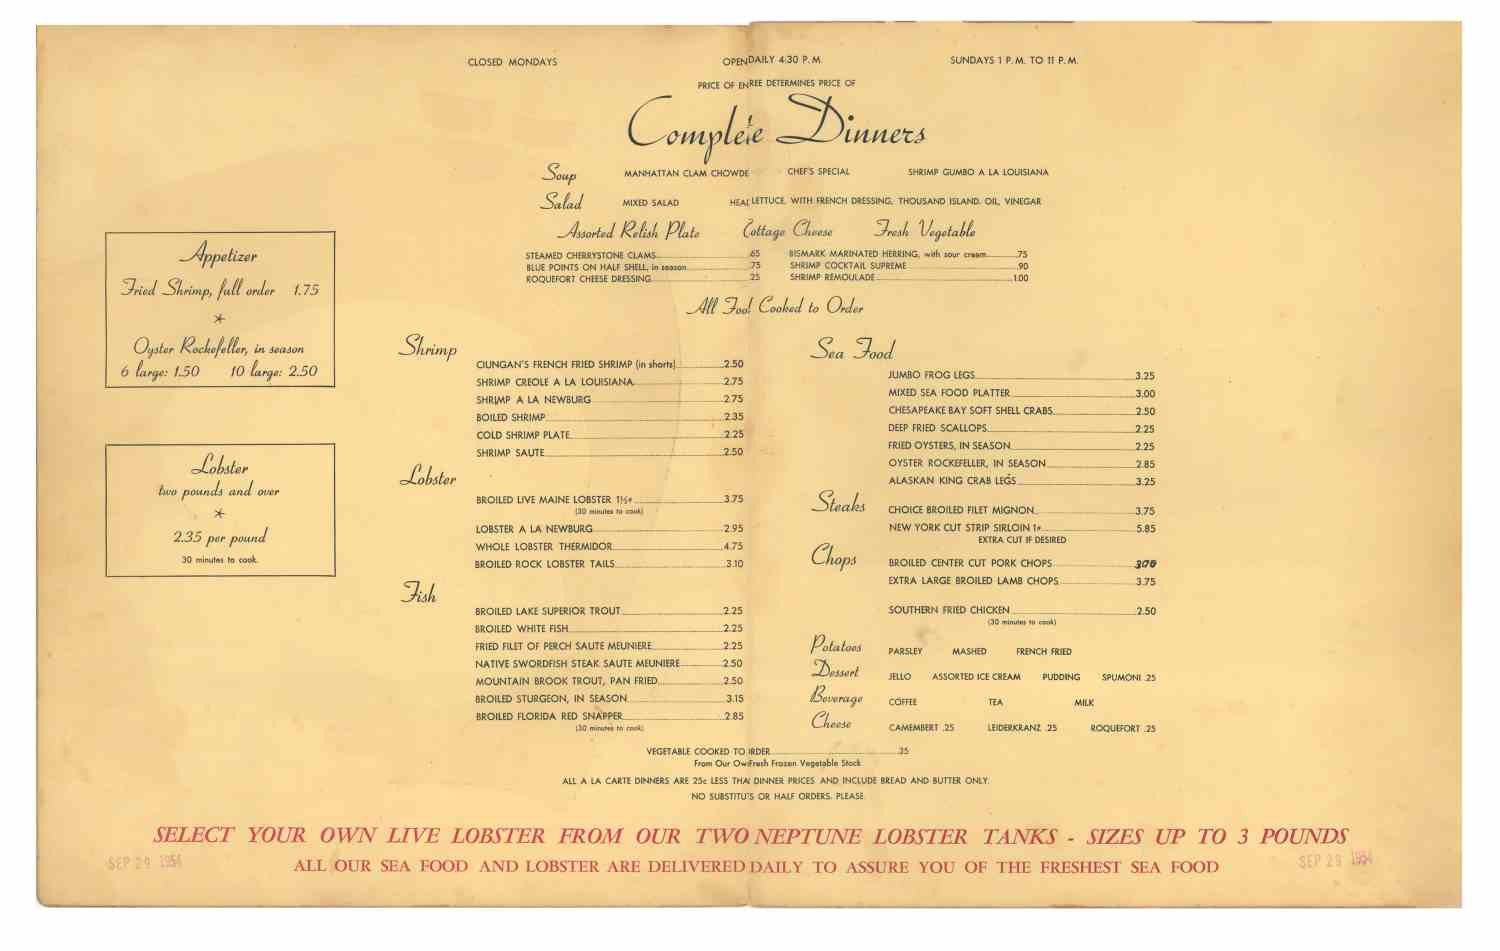 CLOSED MONDAYS OPEN DAILY 4:30 P. M. SUNDAYS 1 P. M. TO 11 P. M.
PRICE OF ENREE DETERMINES PRICE OF
Complete Dinners
Soup MANHATTAN CLAM CHOWDE CHEF'S SPECIAL SHRIMP GUMBO A LA LOUISIANA
Salad MIXED SALAD HEAD LETTUCE, WITH FRENCH DRESSING, THOUSAND ISLAND, OIL, VINEGAR
Assorted Relish Plate Cottage Cheese Fresh Vegetable
STEAMED CHERRYSTONE CLAMS .65
BLUE POINTS ON HALF SHELL, in season .75
ROQUEFORT CHEESE DRESSING .25
BISMARK MARINATED HERRING, with sour cream .75
SHRIMP COCKTAIL SUPREME .90
SHRIMP REMOULADE 1.00
All Food Cooked to Order
Appetizer
Fried Shrimp, full order 1.75
*
Oyster Rockefeller, in season
6 large: 1.50 10 large: 2.50
Lobster
two pounds and over
*
2.35 per pound
30 minutes to cook.
Shrimp
CIUNGAN'S FRENCH FRIED SHRIMP (in shorts) 2.50
SHRIMP CREOLE A LA LOUISIANA 2.75
SHRIMP A LA NEWBURG 2.75
BOILED SHRIMP 2.35
COLD SHRIMP PLATE 2.25
SHRIMP SAUTE 2.50
Lobster
BROILED LIVE MAINE LOBSTER 1½# 3.75
(30 minutes to cook)
LOBSTER A LA NEWBURG 2.95
WHOLE LOBSTER THERMIDOR 4.75
BROILED ROCK LOBSTER TAILS 3.10
Fish
BROILED LAKE SUPERIOR TROUT 2.25
BROILED WHITE FISH 2.25
FRIED FILET OF PERCH SAUTE MEUNIERE 2.25
NATIVE SWORDFISH STEAK SAUTE MEUNIERE 2.50
MOUNTAIN BROOK TROUT, PAN FRIED 2.50
BROILED STURGEON, IN SEASON 3.15
BROILED FLORIDA RED SNAPPER 2.85
(30 minutes to cook)
Sea Food
JUMBO FROG LEGS 3.25
MIXED SEA FOOD PLATTER 3.00
CHESAPEAKE BAY SOFT SHELL CRABS 2.50
DEEP FRIED SCALLOPS 2.25
FRIED OYSTERS, IN SEASON 2.25
OYSTER ROCKEFELLER, IN SEASON 2.85
ALASKAN KING CRAB LEGS 3.25
Steaks
CHOICE BROILED FILET MIGNON 3.75
NEW YORK CUT STRIP SIRLOIN 1# 5.85
EXTRA CUT IF DESIRED
Chops
BROILED CENTER CUT PORK CHOPS
EXTRA LARGE BROILED LAMB CHOPS 3.75
SOUTHERN FRIED CHICKEN 2.50
(30 minutes to cook)
Potatoes PARSLEY MASHED FRENCH FRIED
Dessert JELLO ASSORTED ICE CREAM PUDDING SPUMONI .25
Beverage COFFEE TEA MILK
Cheese CAMEMBERT .25 LEIDERKRANZ .25 ROQUEFORT .25
VEGETABLE COOKED TO RDER .35
From Our Own Fresh Frozen Vegetable Stock
ALL A LA CARTE DINNERS ARE 25c LESS THAN DINNER PRICES AND INCLUDE BREAD AND BUTTER ONLY.
NO SUBSTITU'S OR HALF ORDERS, PLEASE.
SELECT YOUR OWN LIVE LOBSTER FROM OUR TWO NEPTUNE LOBSTER TANKS - SIZES UP TO 3 POUNDS
ALL OUR SEA FOOD AND LOBSTER ARE DELIVERED DAILY TO ASSURE YOU OF THE FRESHEST SEA FOOD
SEP 29 1954 SEP 29 1954